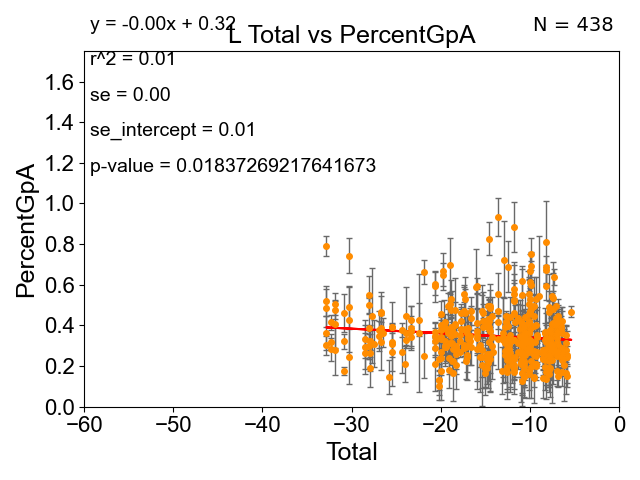 y = -0.00x + 0.32
N = 438
L Total vs PercentGpA
r^2 = 0.01
se = 0.00
se_intercept = 0.01
p-value = 0.01837269217641673
PercentGpA
1.6
1.4
1.2
1.0
0.8
0.6
0.4
0.2
0.0
−60 −50 −40 −30 −20 −10 0
Total